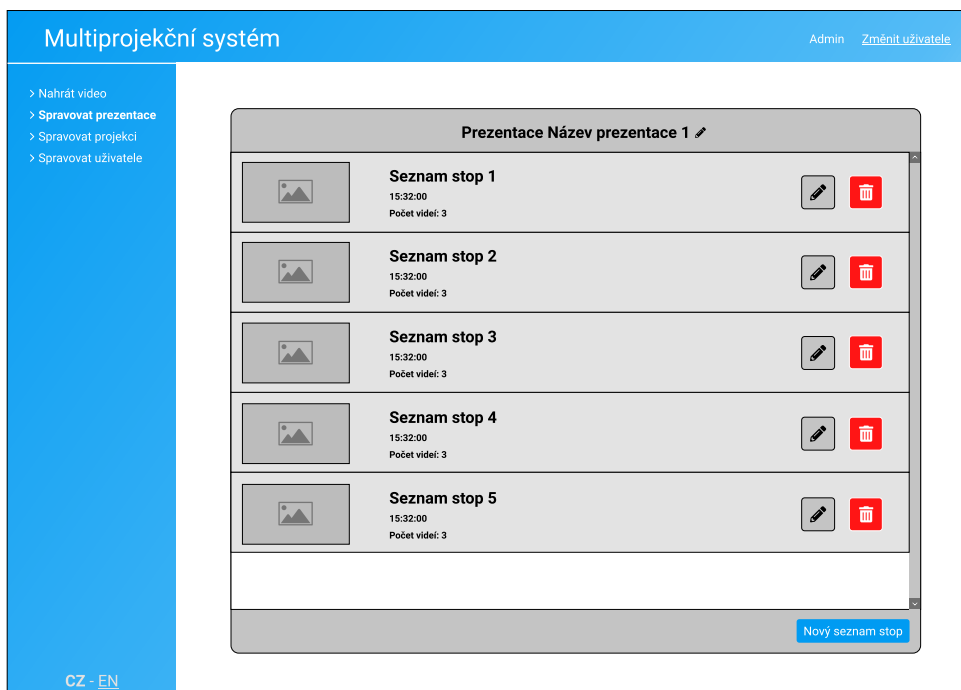 Multiprojekční systém
Admin Změnit uživatele
> Nahrát video
> Spravovat prezentace
> Spravovat projekci
> Spravovat uživatele
Prezentace Název prezentace 1
Seznam stop 1
15:32:00
Počet videí: 3
Seznam stop 2
15:32:00
Počet videí: 3
Seznam stop 3
15:32:00
Počet videí: 3
Seznam stop 4
15:32:00
Počet videí: 3
Seznam stop 5
15:32:00
Počet videí: 3
Nový seznam stop
CZ - EN